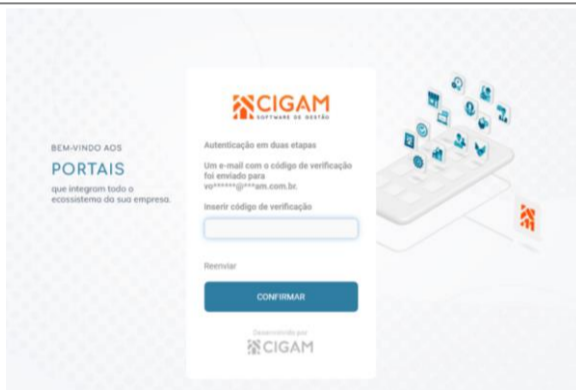 CIGAM
SOFTWARE DE GESTÃO
BEM-VINDO AOS
PORTAIS
que integram todo o
ecossistema da sua empresa.
Autenticação em duas etapas
Um e-mail com o código de verificação
foi enviado para
vo******@***am.com.br.
Inserir código de verificação
Reenviar
CONFIRMAR
Desenvolvido por
CIGAM